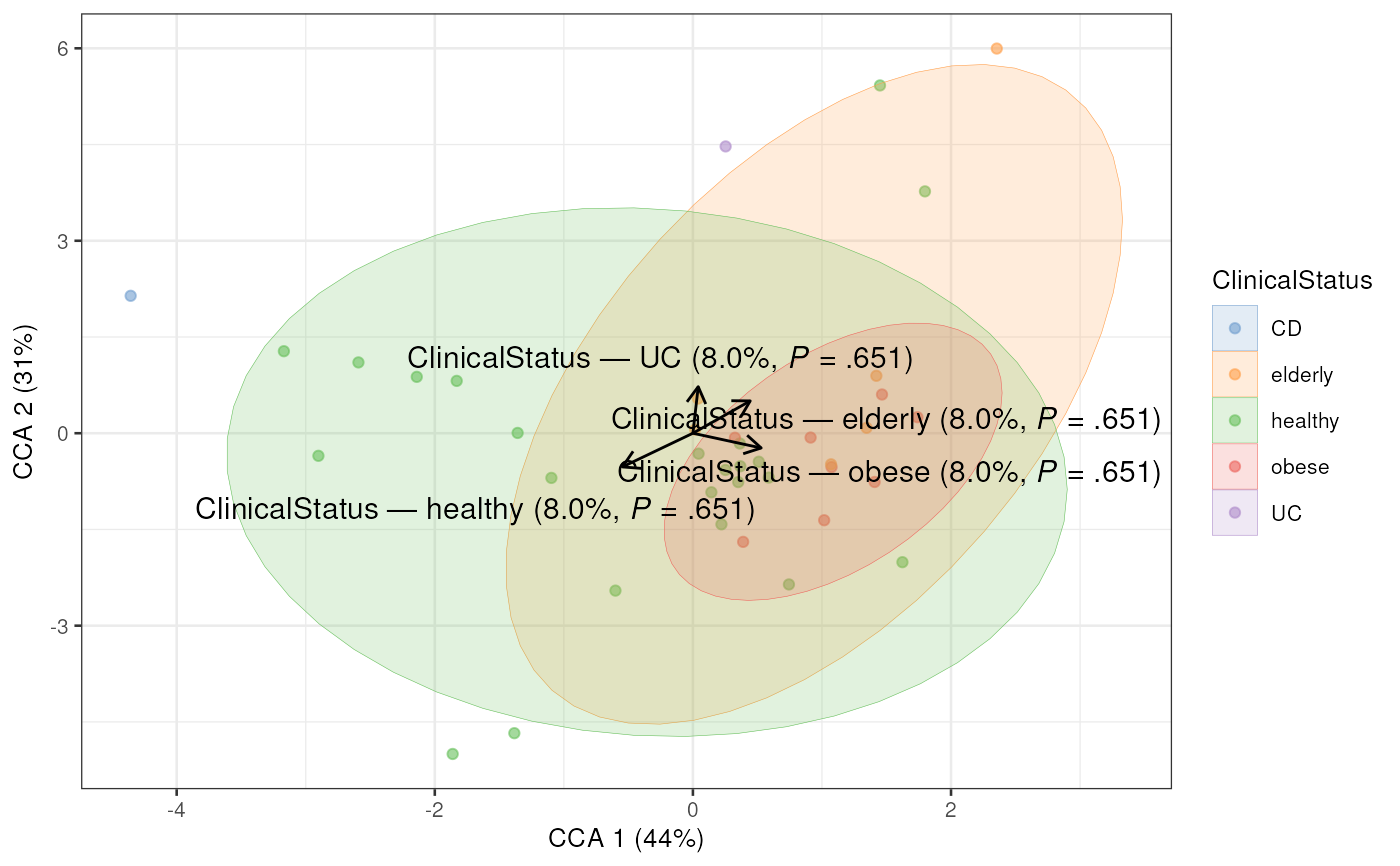 6
3
0
-3
CCA 2 (31%)
ClinicalStatus — UC (8.0%, P = .651)
ClinicalStatus — elderly (8.0%, P = .651)
ClinicalStatus — obese (8.0%, P = .651)
ClinicalStatus — healthy (8.0%, P = .651)
-4
-2
0
2
CCA 1 (44%)
ClinicalStatus
CD
elderly
healthy
obese
UC